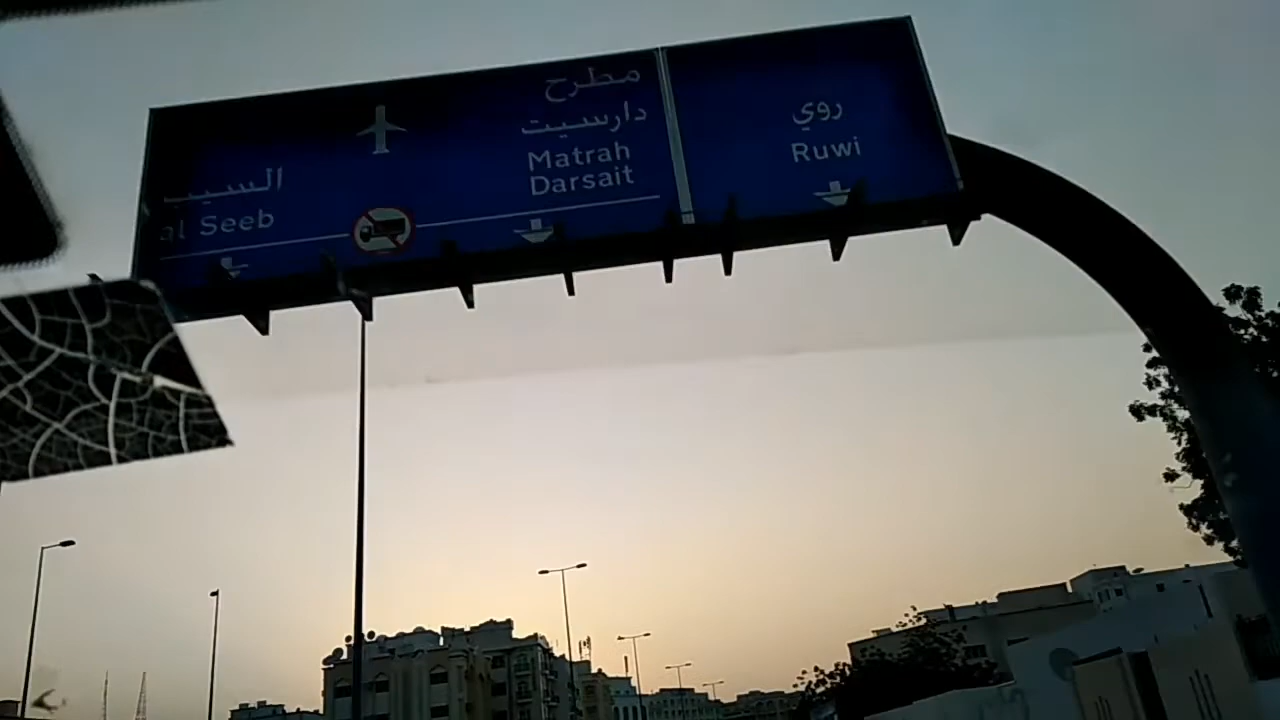 السيب
al Seeb
مطرح
دارسيت
Matrah
Darsait
روي
Ruwi